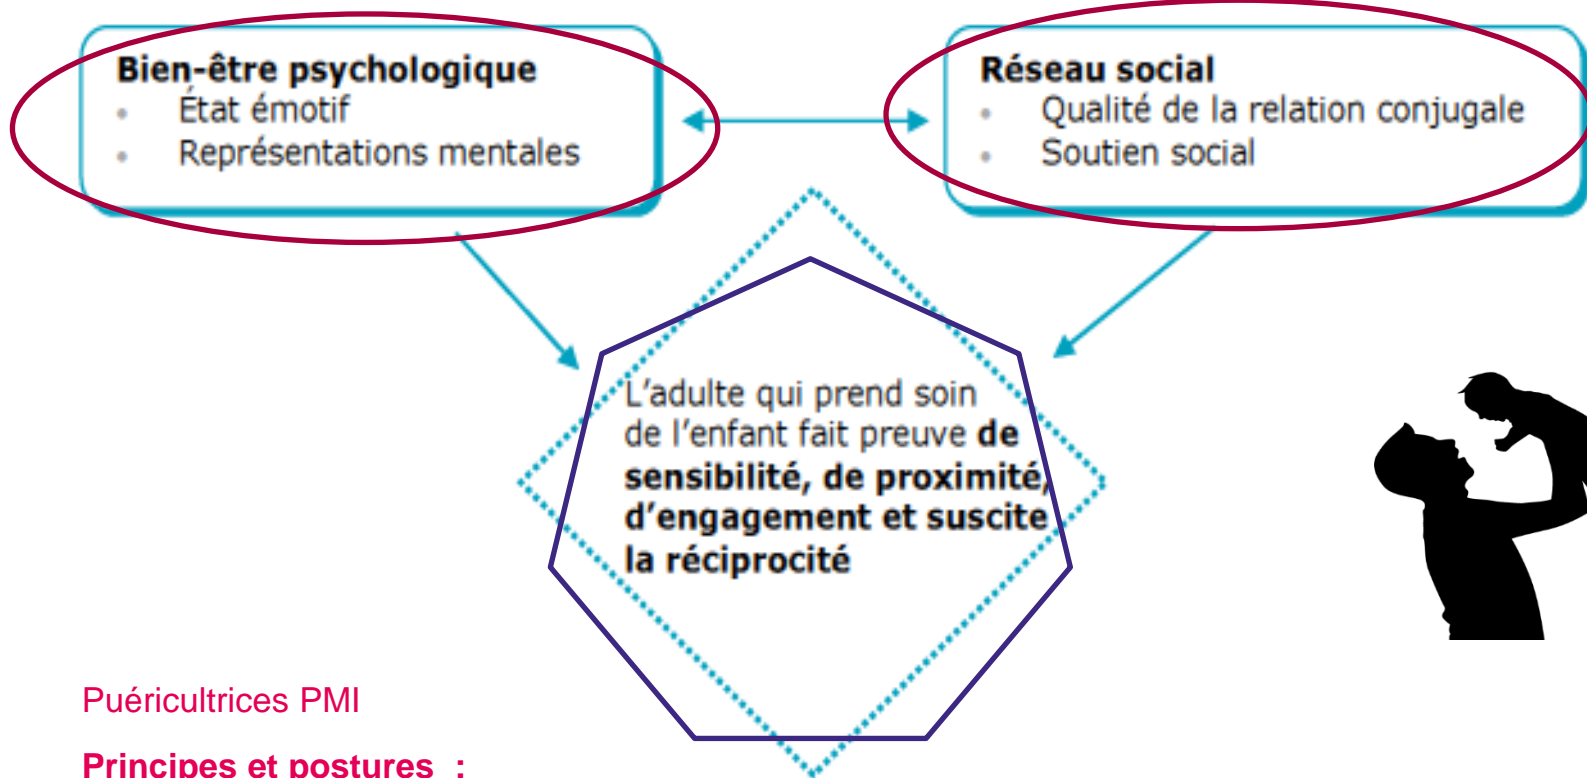 Bien-être psychologique
• État émotif
• Représentations mentales
Réseau social
• Qualité de la relation conjugale
• Soutien social
L'adulte qui prend soin
de l'enfant fait preuve de
sensibilité, de proximité,
d'engagement et suscite
la réciprocité
Puéricultrices PMI
Principes et postures :